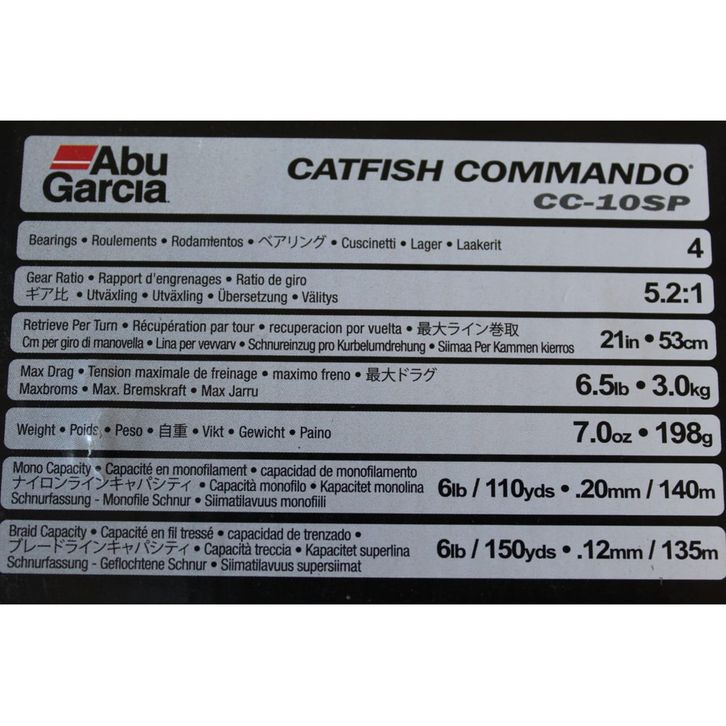 Abu
Garcia
CATFISH COMMANDO®
CC-10SP
Bearings • Roulements • Rodamientos • ベアリング • Cuscinetti • Lager • Laakerit
4
Gear Ratio • Rapport d'engrenages • Ratio de giro
ギア比 • Utväxling • Utväxling • Übersetzung • Välitys
5.2:1
Retrieve Per Turn • Récupération par tour • recuperacion por vuelta • 最大ライン巻取
Cm per giro di manovella • Lina per vevvarv • Schnureinzug pro Kurbelumdrehung • Siimaa Per Kammen kierros
21in • 53cm
Max Drag • Tension maximale de freinage • maximo freno • 最大ドラグ
Maxbroms • Max. Bremskraft • Max Jarru
6.5lb • 3.0kg
Weight • Poids • Peso • 自重 • Vikt • Gewicht • Paino
7.0oz • 198g
Mono Capacity • Capacité en monofilament • capacidad de monofilamento
ナイロンラインキャパシティ • Capacità monofilo • Kapacitet monolina
Schnurfassung - Monofile Schnur • Siimatilavuus monofiili
6lb / 110yds • .20mm / 140m
Braid Capacity • Capacité en fil tressé • capacidad de trenzado •
ブレードラインキャパシティ • Capacità treccia • Kapacitet superlina
Schnurfassung - Geflochtene Schnur • Siimatilavuus supersiimat
6lb / 150yds • .12mm / 135m